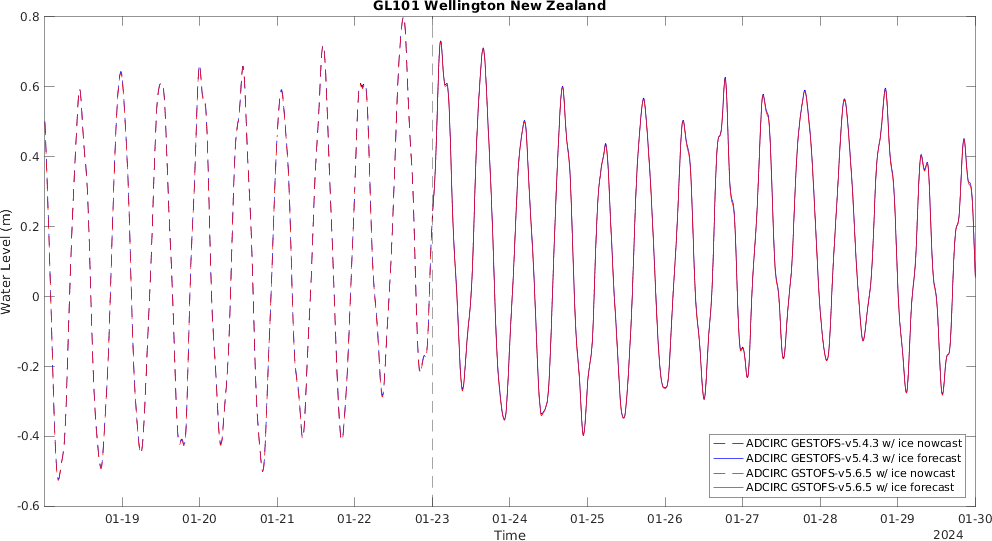 GL101 Wellington New Zealand
0.8
0.6
0.4
0.2
0
-0.2
-0.4
-0.6
Water Level (m)
ADCIRC GESTOFS-v5.4.3 w/ ice nowcast
ADCIRC GESTOFS-v5.4.3 w/ ice forecast
ADCIRC GSTOFS-v5.6.5 w/ ice nowcast
ADCIRC GSTOFS-v5.6.5 w/ ice forecast
01-19 01-20 01-21 01-22 01-23 01-24 01-25 01-26 01-27 01-28 01-29 01-30
Time
2024